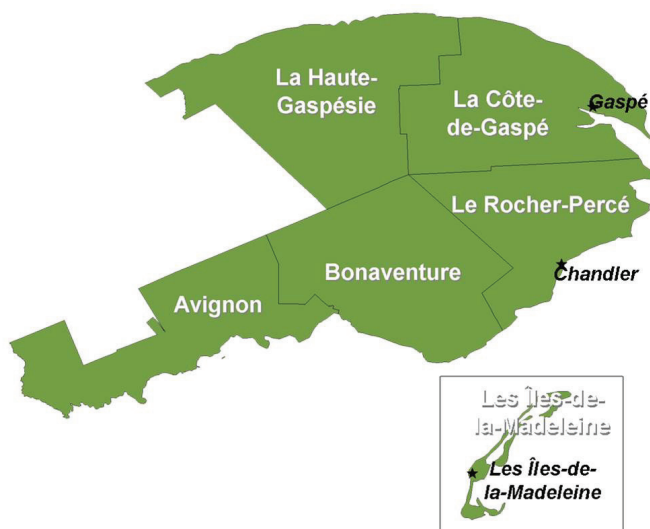 La Haute-
Gaspésie
La Côte-
de-Gaspé
Gaspé
Le Rocher-Percé
Chandler
Bonaventure
Avignon
Les Îles-de-
la-Madeleine
Les Îles-de-
la-Madeleine